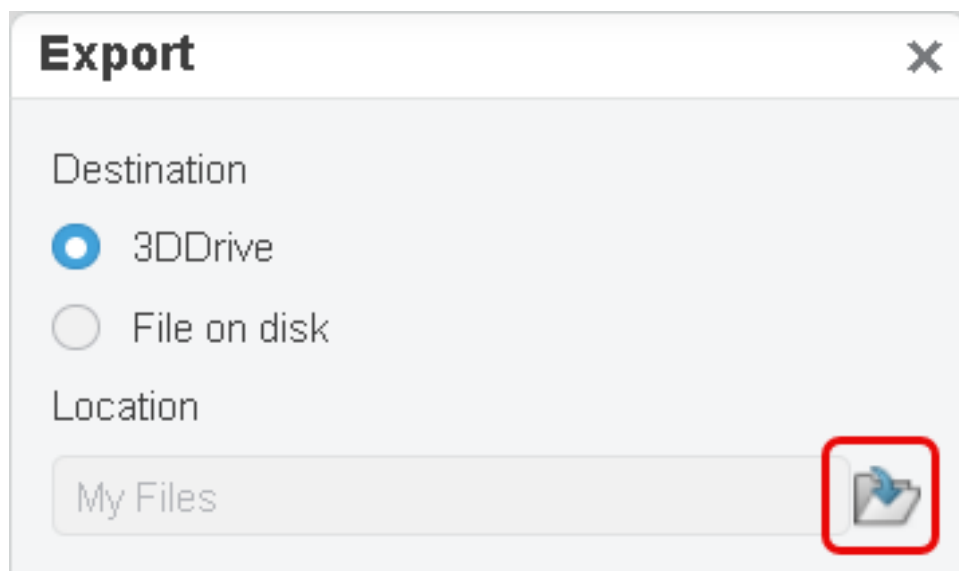 Export
Destination
3DDrive
File on disk
Location
My Files